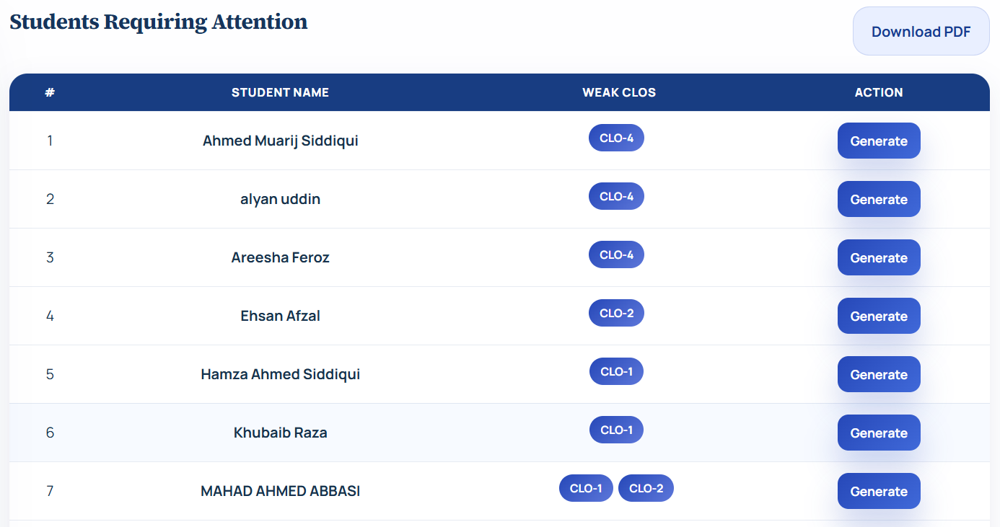 Students Requiring Attention
Download PDF
# STUDENT NAME WEAK CLOS ACTION
1 Ahmed Muarij Siddiqui CLO-4 Generate
2 alyan uddin CLO-4 Generate
3 Areesha Feroz CLO-4 Generate
4 Ehsan Afzal CLO-2 Generate
5 Hamza Ahmed Siddiqui CLO-1 Generate
6 Khubaib Raza CLO-1 Generate
7 MAHAD AHMED ABBASI CLO-1 CLO-2 Generate